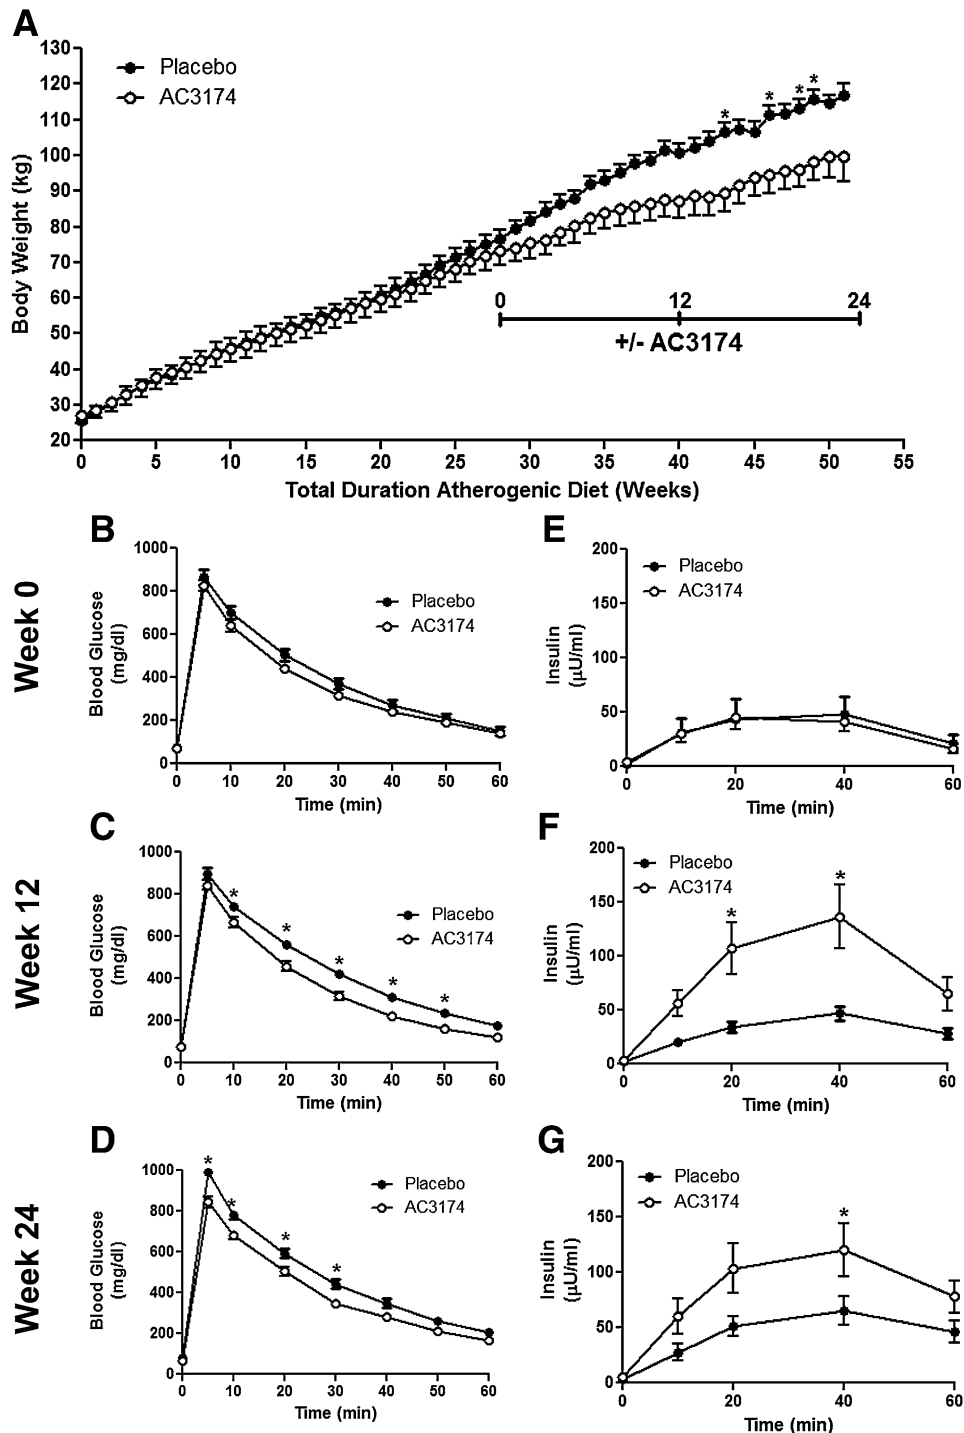 A
130
120
110
100
90
80
70
60
50
40
30
20
Body Weight (kg)
Placebo
AC3174
* * * *
0 12 24
+/- AC3174
0 5 10 15 20 25 30 35 40 45 50 55
Total Duration Atherogenic Diet (Weeks)
Week 0
B
1000
800
600
400
200
0
Blood Glucose
(mg/dl)
Placebo
AC3174
0 10 20 30 40 50 60
Time (min)
E
200
150
100
50
0
Insulin
(µU/ml)
Placebo
AC3174
0 20 40 60
Time (min)
Week 12
C
1000
800
600
400
200
0
Blood Glucose
(mg/dl)
Placebo
AC3174
* * * * *
0 10 20 30 40 50 60
Time (min)
F
200
150
100
50
0
Insulin
(µU/ml)
Placebo
AC3174
* *
0 20 40 60
Time (min)
Week 24
D
1000
800
600
400
200
0
Blood Glucose
(mg/dl)
Placebo
AC3174
* * * *
0 10 20 30 40 50 60
Time (min)
G
200
150
100
50
0
Insulin
(µU/ml)
Placebo
AC3174
*
0 20 40 60
Time (min)